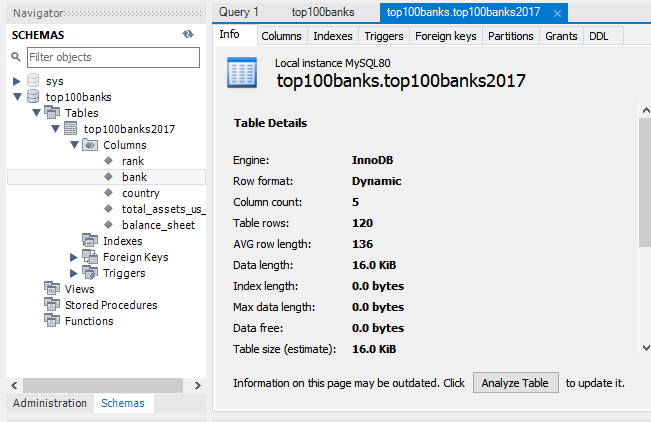 Navigator
SCHEMAS
Filter objects
sys
top100banks
Tables
top100banks2017
Columns
rank
bank
country
total_assets_us_
balance_sheet
Indexes
Foreign Keys
Triggers
Views
Stored Procedures
Functions
Administration Schemas
Query 1 top100banks top100banks.top100banks2017
Info Columns Indexes Triggers Foreign keys Partitions Grants DDL
Local instance MySQL80
top100banks.top100banks2017
Table Details
Engine: InnoDB
Row format: Dynamic
Column count: 5
Table rows: 120
AVG row length: 136
Data length: 16.0 KiB
Index length: 0.0 bytes
Max data length: 0.0 bytes
Data free: 0.0 bytes
Table size (estimate): 16.0 KiB
Information on this page may be outdated. Click Analyze Table to update it.